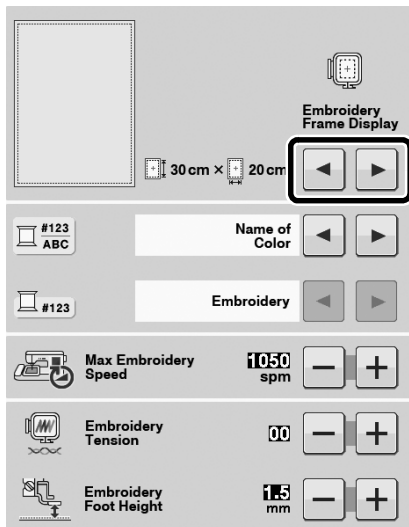 Embroidery
Frame Display
30 cm × 20 cm
#123
ABC
Name of
Color
#123
Embroidery
Max Embroidery
Speed
1050
spm
Embroidery
Tension
00
Embroidery
Foot Height
1.5
mm